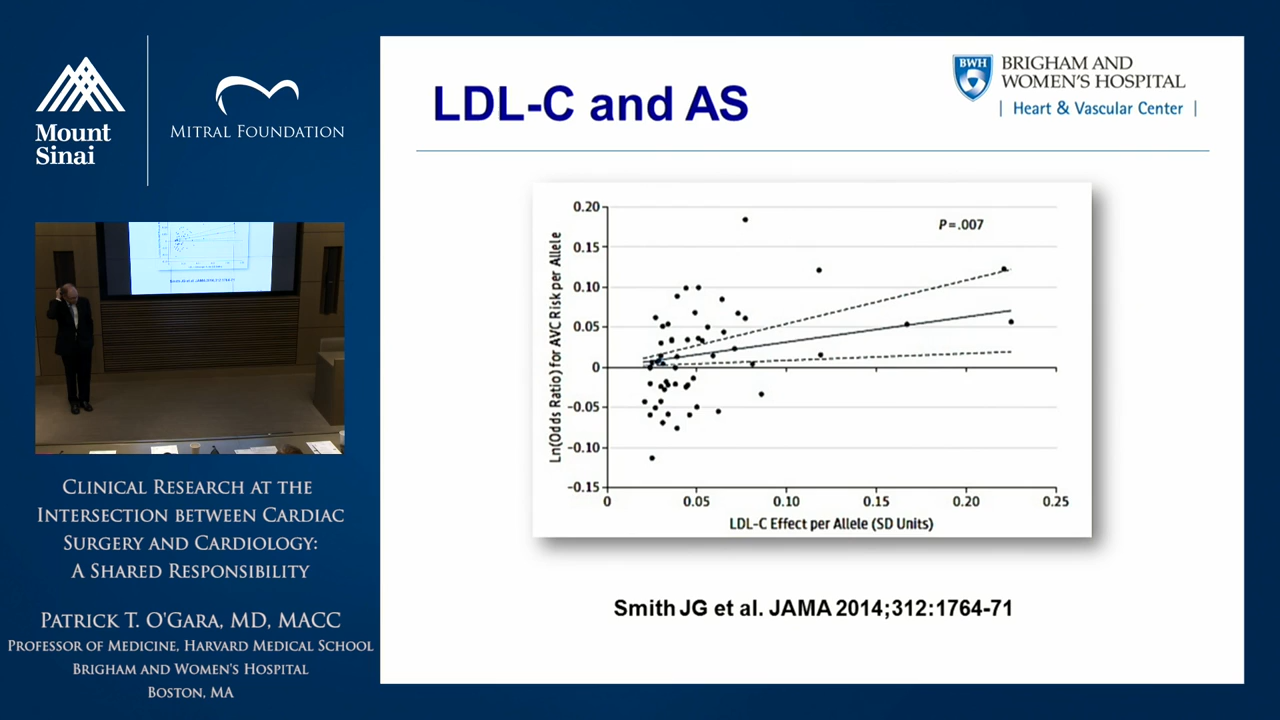 Mount
Sinai
MITRAL FOUNDATION
CLINICAL RESEARCH AT THE
INTERSECTION BETWEEN CARDIAC
SURGERY AND CARDIOLOGY:
A SHARED RESPONSIBILITY
PATRICK T. O'GARA, MD, MACC
PROFESSOR OF MEDICINE, HARVARD MEDICAL SCHOOL
BRIGHAM AND WOMEN'S HOSPITAL
BOSTON, MA
LDL-C and AS
BWH
BRIGHAM AND
WOMEN'S HOSPITAL
| Heart & Vascular Center |
Ln(Odds Ratio) for AVC Risk per Allele
0.20
0.15
0.10
0.05
0
−0.05
−0.10
−0.15
P=.007
0 0.05 0.10 0.15 0.20 0.25
LDL-C Effect per Allele (SD Units)
Smith JG et al. JAMA 2014;312:1764-71